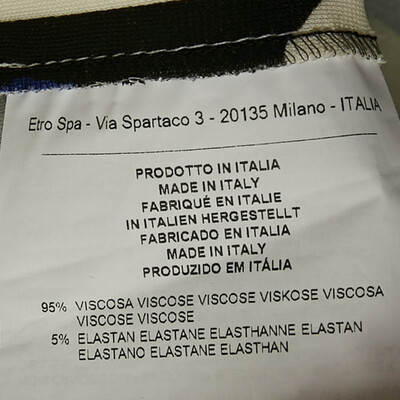 Etro Spa - Via Spartaco 3 - 20135 Milano - ITALIA
PRODOTTO IN ITALIA
MADE IN ITALY
FABRIQUÉ EN ITALIE
IN ITALIEN HERGESTELLT
FABRICADO EN ITALIA
MADE IN ITALY
PRODUZIDO EM ITÁLIA
95% VISCOSA VISCOSE VISCOSE VISKOSE VISCOSA
VISCOSE VISCOSE
5% ELASTAN ELASTANE ELASTHANNE ELASTAN
ELASTANO ELASTANE ELASTHAN